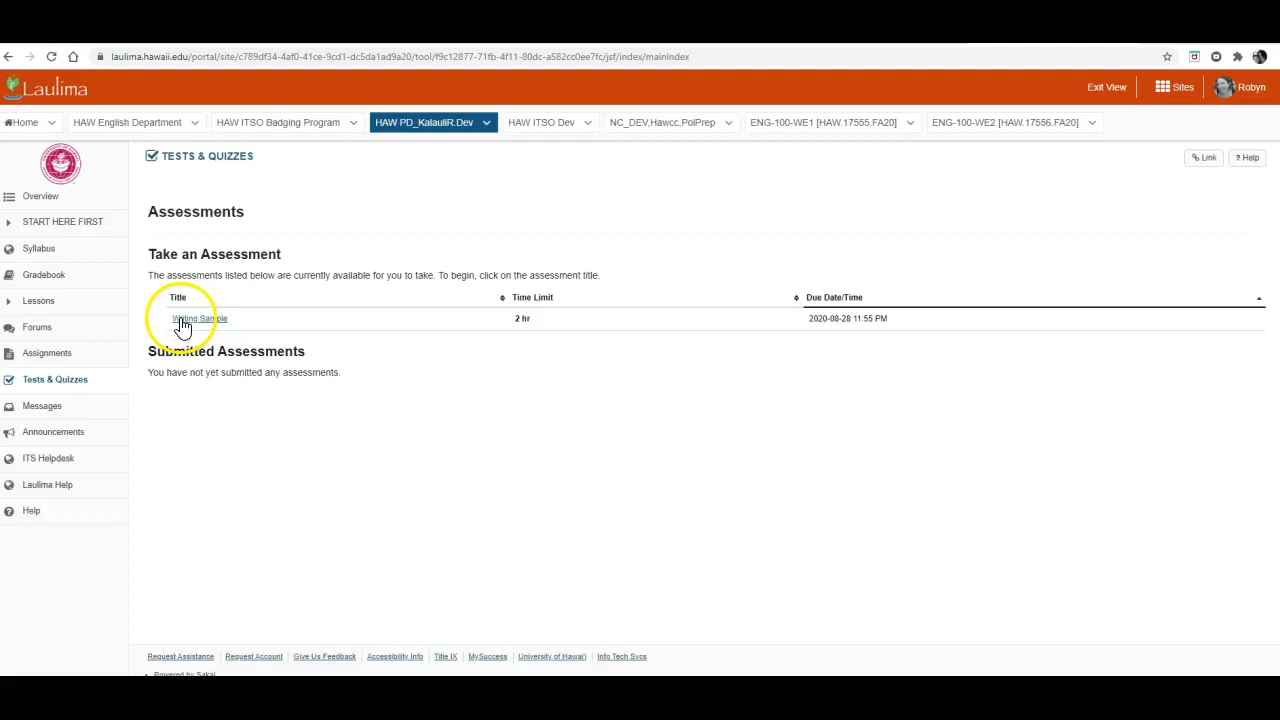 laulima.hawaii.edu/portal/site/c789df34-4af0-41ce-9cd1-dc5da1ad9a20/tool/f9c12877-71fb-4f11-80dc-a582cc0ee7fc/jsf/index/mainIndex
Laulima
Exit View
Sites
Robyn
Home
HAW English Department
HAW ITSO Badging Program
HAW PD_KalauliR.Dev
HAW ITSO Dev
NC_DEV,Hawcc,PolPrep
ENG-100-WE1 [HAW.17555.FA20]
ENG-100-WE2 [HAW.17556.FA20]
TESTS & QUIZZES
Link
? Help
Overview
START HERE FIRST
Syllabus
Gradebook
Lessons
Forums
Assignments
Tests & Quizzes
Messages
Announcements
ITS Helpdesk
Laulima Help
Help
Assessments
Take an Assessment
The assessments listed below are currently available for you to take. To begin, click on the assessment title.
Title Time Limit Due Date/Time
Writing Sample 2 hr 2020-08-28 11:55 PM
Submitted Assessments
You have not yet submitted any assessments.
Request Assistance Request Account Give Us Feedback Accessibility Info Title IX MySuccess University of Hawai'i Info Tech Svcs
Powered by Sakai